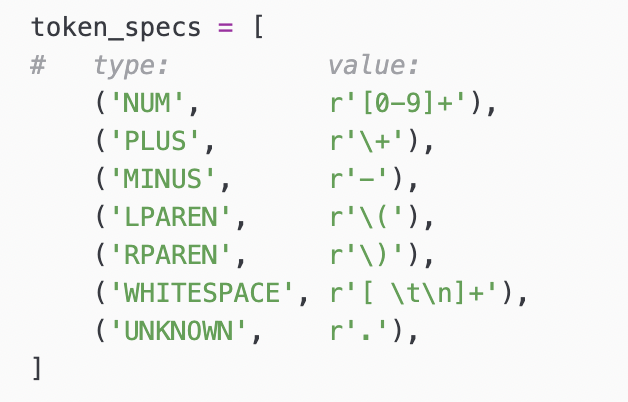 token_specs = [
#   type:          value:
    ('NUM',        r'[0-9]+'),
    ('PLUS',       r'\+'),
    ('MINUS',      r'-'),
    ('LPAREN',     r'\('),
    ('RPAREN',     r'\)'),
    ('WHITESPACE', r'[ \t\n]+'),
    ('UNKNOWN',    r'.'),
]